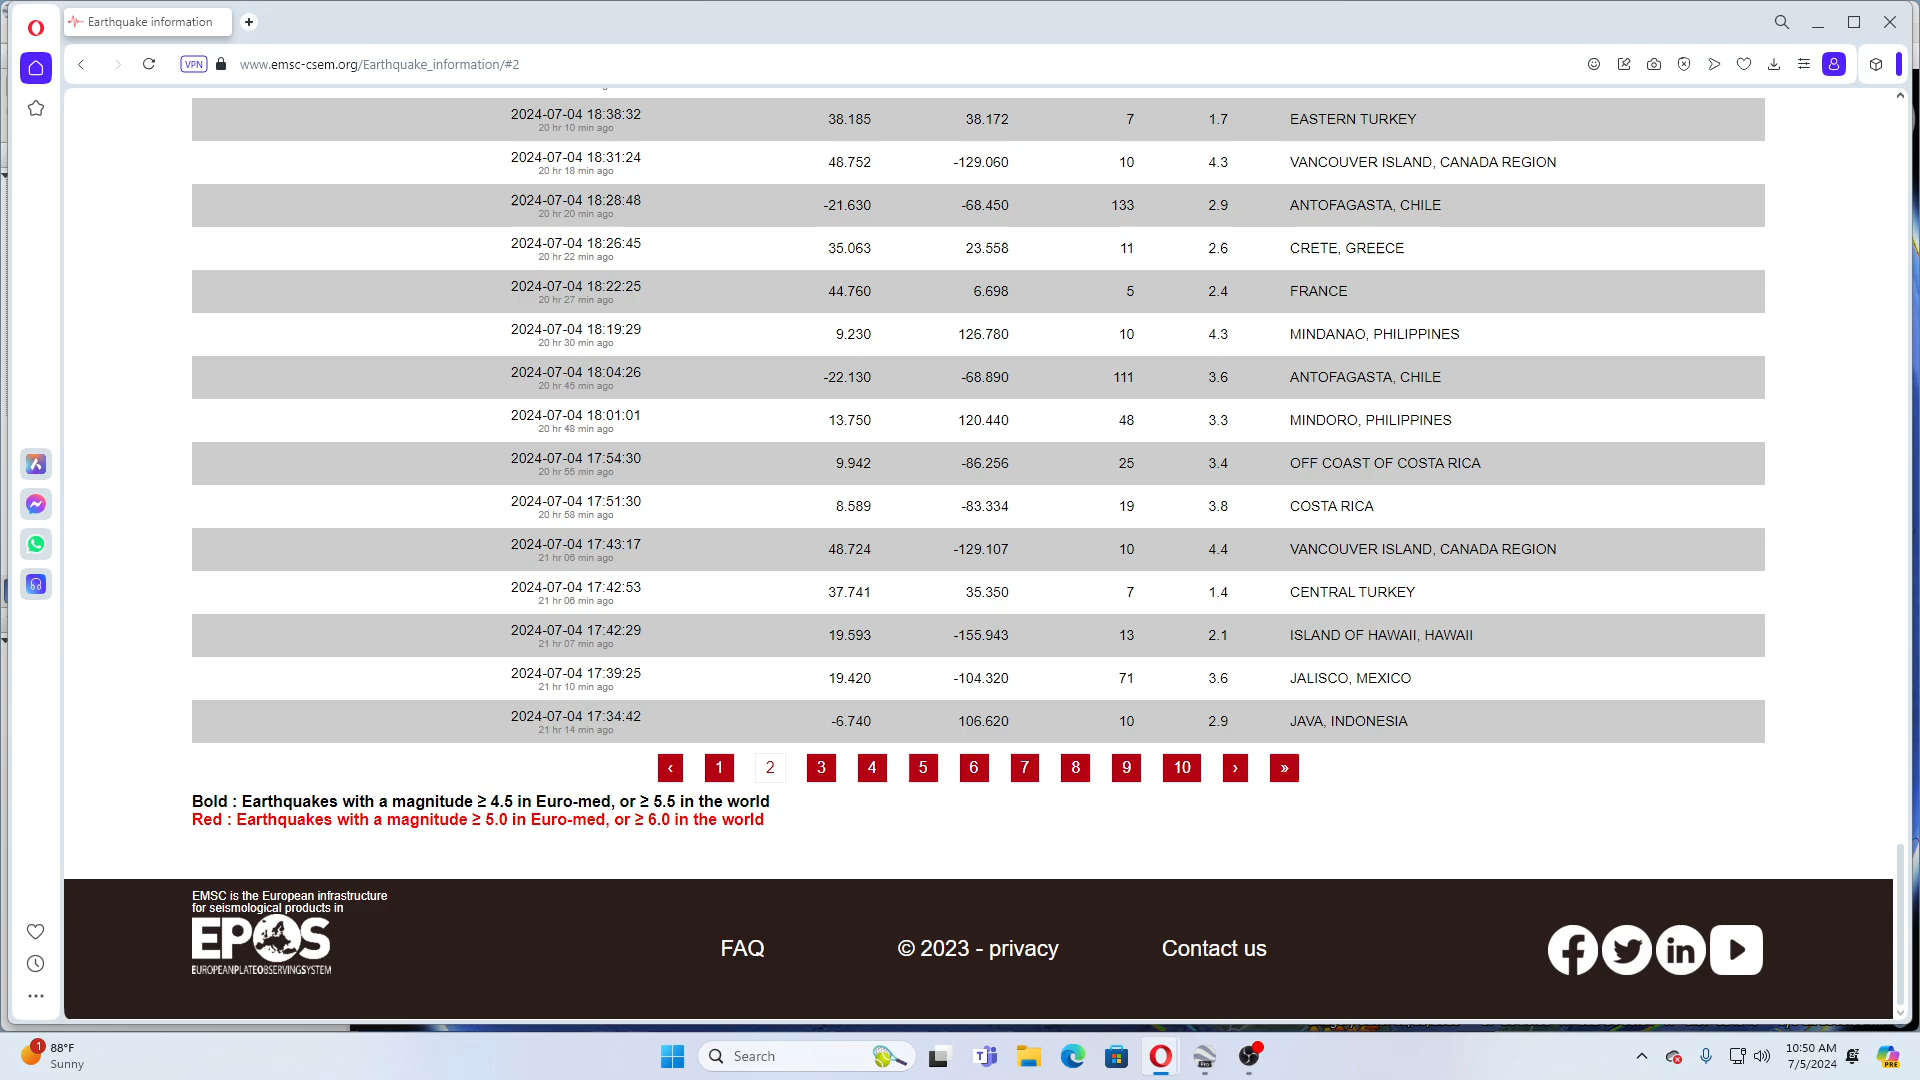 Earthquake information
VPN
www.emsc-csem.org/Earthquake_information/#2
2024-07-04 18:38:32 38.185 38.172 7 1.7 EASTERN TURKEY
20 hr 10 min ago
2024-07-04 18:31:24 48.752 -129.060 10 4.3 VANCOUVER ISLAND, CANADA REGION
20 hr 18 min ago
2024-07-04 18:28:48 -21.630 -68.450 133 2.9 ANTOFAGASTA, CHILE
20 hr 20 min ago
2024-07-04 18:26:45 35.063 23.558 11 2.6 CRETE, GREECE
20 hr 22 min ago
2024-07-04 18:22:25 44.760 6.698 5 2.4 FRANCE
20 hr 27 min ago
2024-07-04 18:19:29 9.230 126.780 10 4.3 MINDANAO, PHILIPPINES
20 hr 30 min ago
2024-07-04 18:04:26 -22.130 -68.890 111 3.6 ANTOFAGASTA, CHILE
20 hr 45 min ago
2024-07-04 18:01:01 13.750 120.440 48 3.3 MINDORO, PHILIPPINES
20 hr 48 min ago
2024-07-04 17:54:30 9.942 -86.256 25 3.4 OFF COAST OF COSTA RICA
20 hr 55 min ago
2024-07-04 17:51:30 8.589 -83.334 19 3.8 COSTA RICA
20 hr 58 min ago
2024-07-04 17:43:17 48.724 -129.107 10 4.4 VANCOUVER ISLAND, CANADA REGION
21 hr 06 min ago
2024-07-04 17:42:53 37.741 35.350 7 1.4 CENTRAL TURKEY
21 hr 06 min ago
2024-07-04 17:42:29 19.593 -155.943 13 2.1 ISLAND OF HAWAII, HAWAII
21 hr 07 min ago
2024-07-04 17:39:25 19.420 -104.320 71 3.6 JALISCO, MEXICO
21 hr 10 min ago
2024-07-04 17:34:42 -6.740 106.620 10 2.9 JAVA, INDONESIA
21 hr 14 min ago
‹ 1 2 3 4 5 6 7 8 9 10 › »
Bold : Earthquakes with a magnitude ≥ 4.5 in Euro-med, or ≥ 5.5 in the world
Red : Earthquakes with a magnitude ≥ 5.0 in Euro-med, or ≥ 6.0 in the world
EMSC is the European infrastructure
for seismological products in
EPOS
EUROPEANPLATEOBSERVINGSYSTEM
FAQ © 2023 - privacy Contact us
1 88°F
Sunny
Search
10:50 AM
7/5/2024
PRE